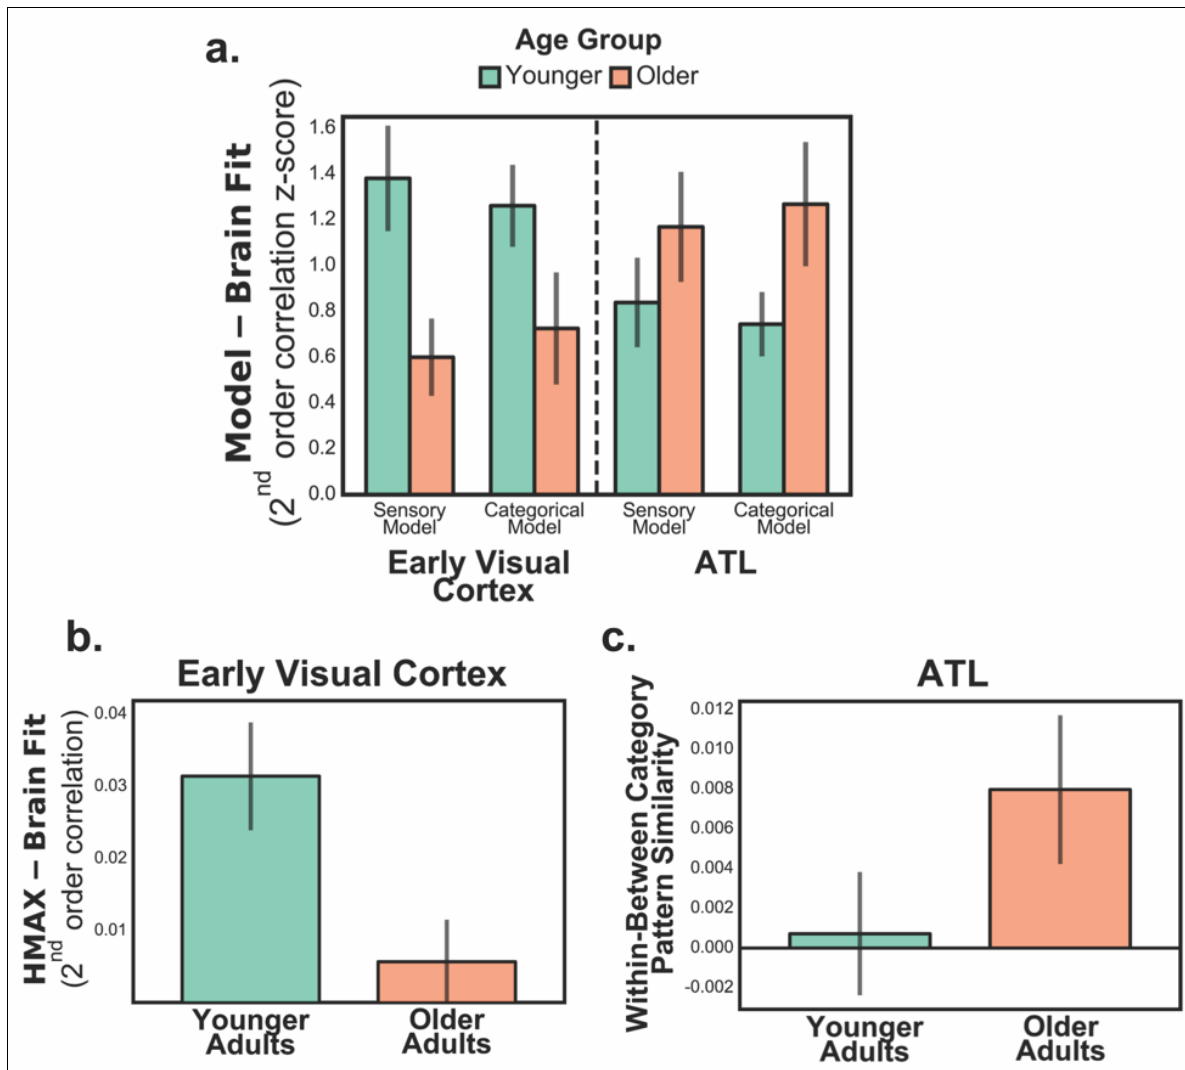 a.
Age Group
Younger Older
Model – Brain Fit
(2nd order correlation z-score)
1.6
1.4
1.2
1.0
0.8
0.6
0.4
0.2
0.0
Sensory Model
Categorical Model
Sensory Model
Categorical Model
Early Visual Cortex
ATL
b.
Early Visual Cortex
HMAX – Brain Fit
(2nd order correlation)
0.04
0.03
0.02
0.01
Younger Adults
Older Adults
c.
ATL
Within-Between Category
Pattern Similarity
0.012
0.010
0.008
0.006
0.004
0.002
0.000
-0.002
Younger Adults
Older Adults